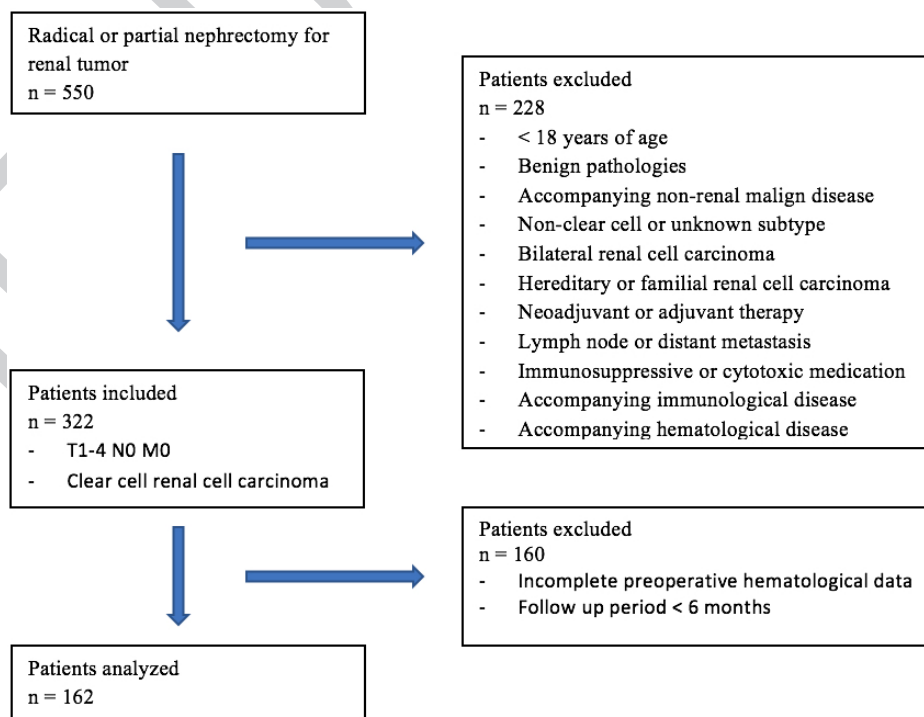 Radical or partial nephrectomy for
renal tumor
n = 550
Patients excluded
n = 228
- < 18 years of age
- Benign pathologies
- Accompanying non-renal malign disease
- Non-clear cell or unknown subtype
- Bilateral renal cell carcinoma
- Hereditary or familial renal cell carcinoma
- Neoadjuvant or adjuvant therapy
- Lymph node or distant metastasis
- Immunosuppressive or cytotoxic medication
- Accompanying immunological disease
- Accompanying hematological disease
Patients included
n = 322
- T1-4 N0 M0
- Clear cell renal cell carcinoma
Patients excluded
n = 160
- Incomplete preoperative hematological data
- Follow up period < 6 months
Patients analyzed
n = 162